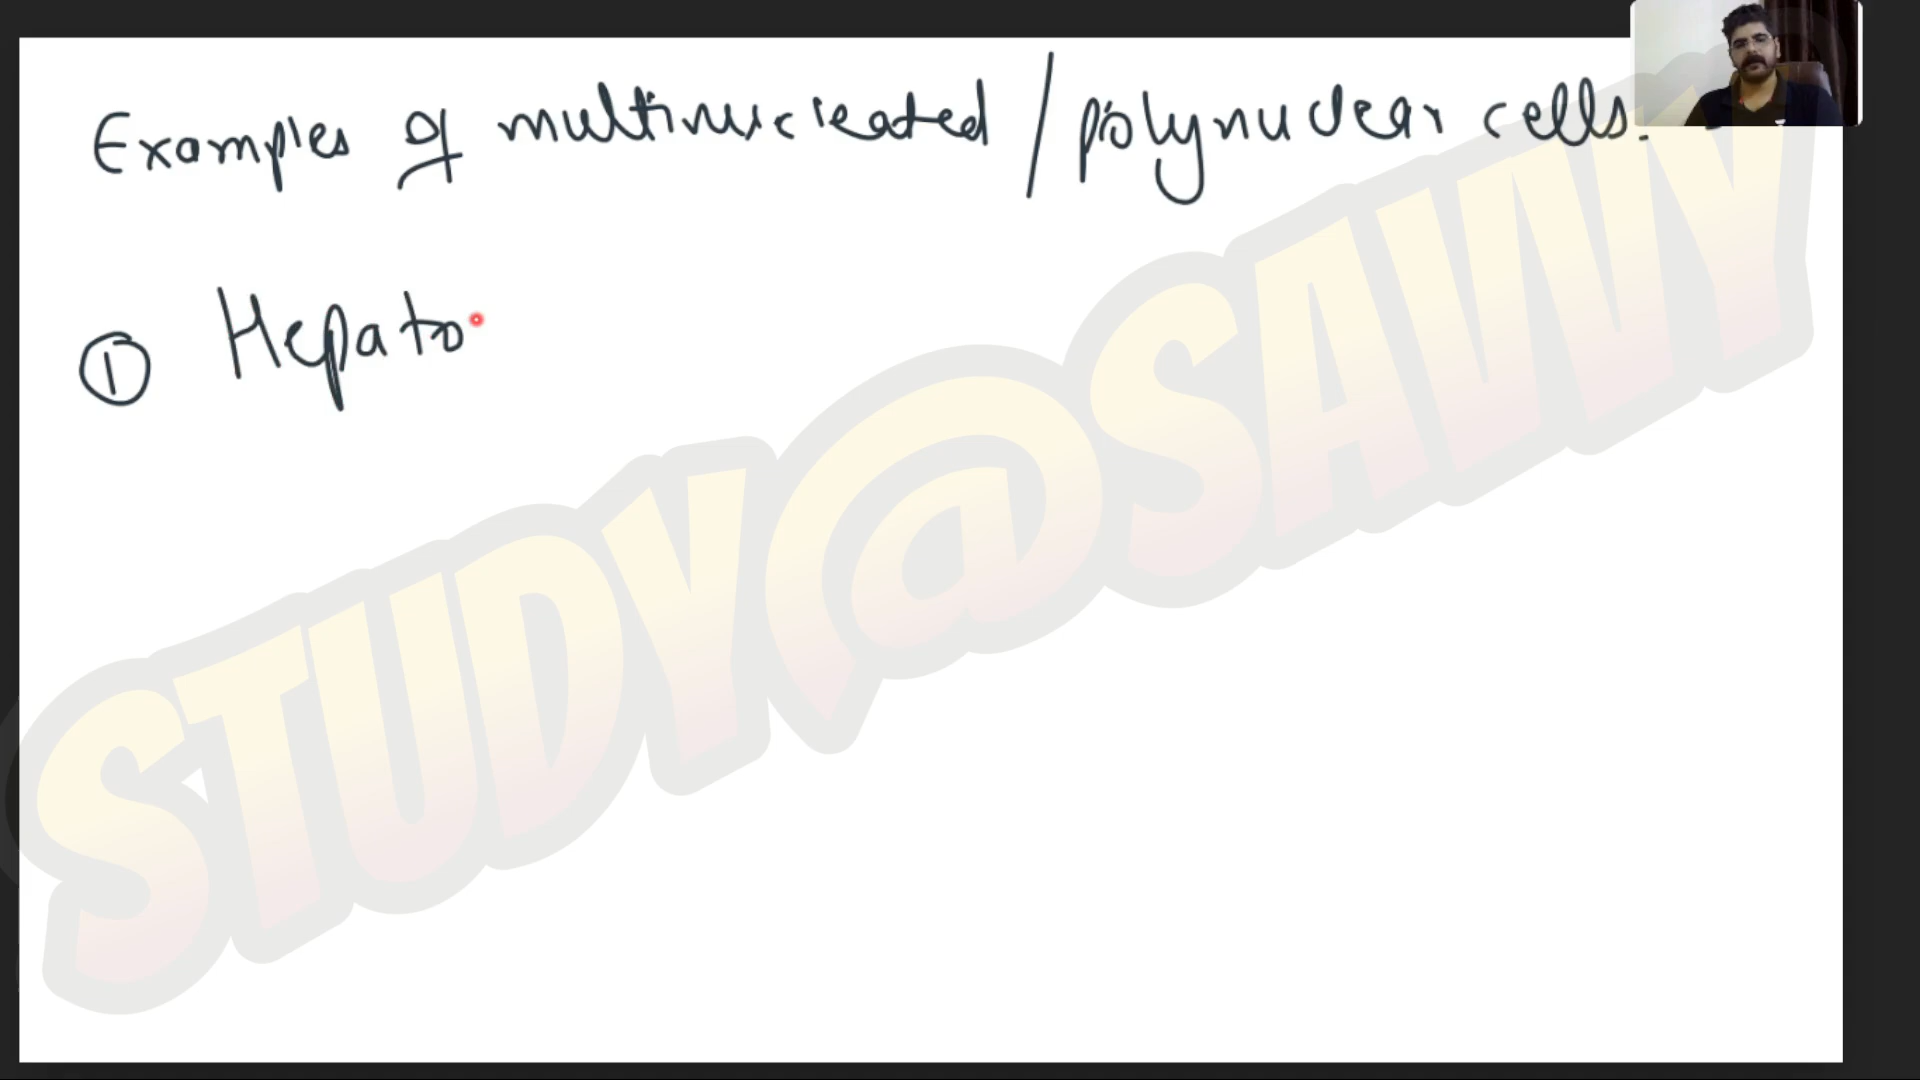 Examples of multinucleated / polynuclear cells.
① Hepato
STUDY@SAVVY